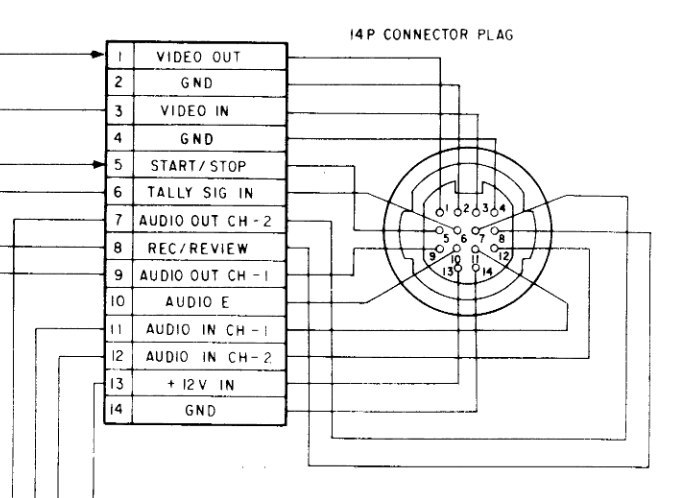 14P CONNECTOR PLAG
1 VIDEO OUT
2 GND
3 VIDEO IN
4 GND
5 START/STOP
6 TALLY SIG IN
7 AUDIO OUT CH-2
8 REC/REVIEW
9 AUDIO OUT CH-1
10 AUDIO E
11 AUDIO IN CH-1
12 AUDIO IN CH-2
13 +12V IN
14 GND
1 2 3 4
5 6 7 8
9 10 11 12
13 14